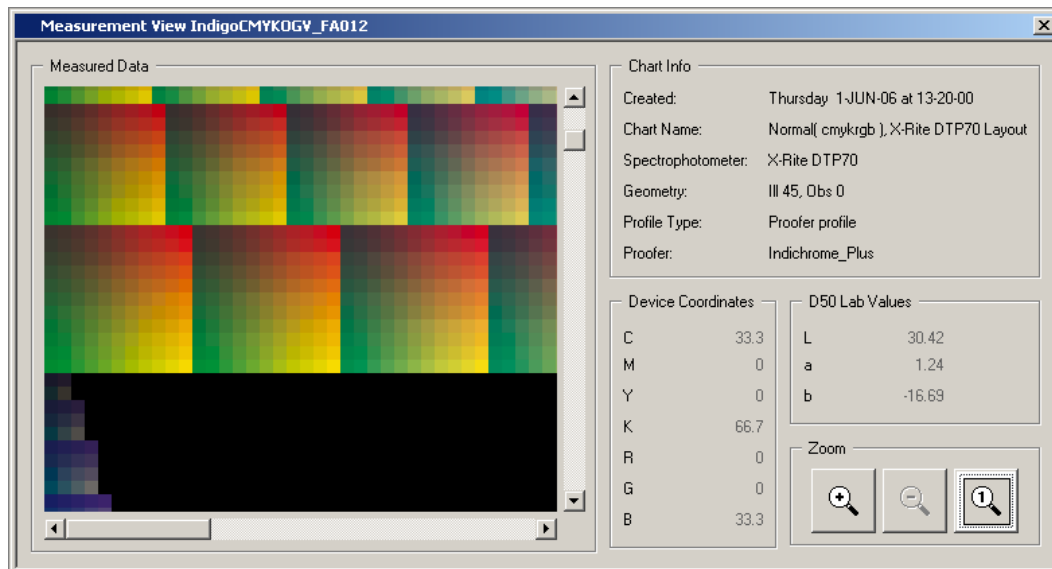 Measurement View IndigoCMYKOGV_FA012
Measured Data
Chart Info
Created: Thursday 1-JUN-06 at 13-20-00
Chart Name: Normal( cmykrgb ), X-Rite DTP70 Layout
Spectrophotometer: X-Rite DTP70
Geometry: Ill 45, Obs 0
Profile Type: Proofer profile
Proofer: Indichrome_Plus
Device Coordinates
C 33.3
M 0
Y 0
K 66.7
R 0
G 0
B 33.3
D50 Lab Values
L 30.42
a 1.24
b -16.69
Zoom
1